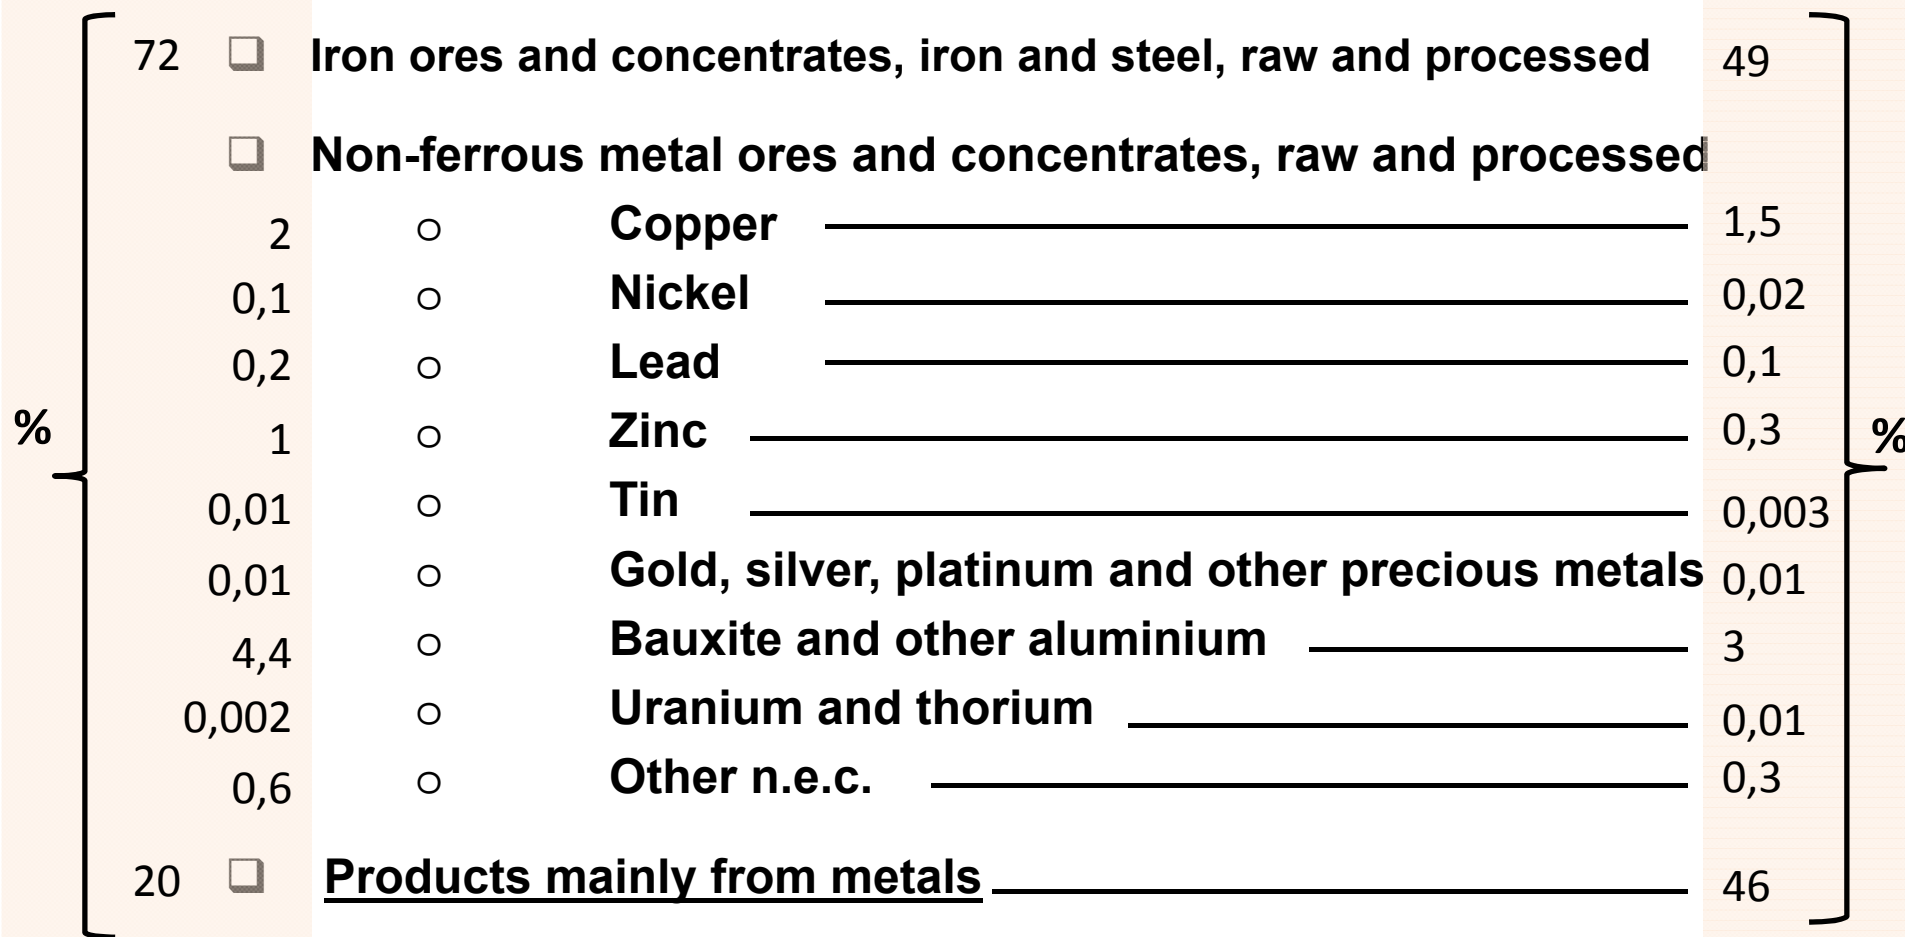 72 ❑ Iron ores and concentrates, iron and steel, raw and processed 49
❑ Non-ferrous metal ores and concentrates, raw and processed
2 o Copper 1,5
0,1 o Nickel 0,02
0,2 o Lead 0,1
% 1 o Zinc 0,3 %
0,01 o Tin 0,003
0,01 o Gold, silver, platinum and other precious metals 0,01
4,4 o Bauxite and other aluminium 3
0,002 o Uranium and thorium 0,01
0,6 o Other n.e.c. 0,3
20 ❑ Products mainly from metals 46